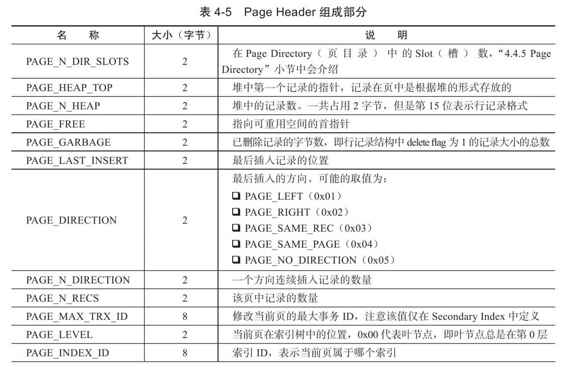 表 4-5 Page Header 组成部分
名 称 大小（字节） 说 明
PAGE_N_DIR_SLOTS 2 在 Page Directory（页目录）中的 Slot（槽）数，“4.4.5 Page
Directory”小节中会介绍
PAGE_HEAP_TOP 2 堆中第一个记录的指针，记录在页中是根据堆的形式存放的
PAGE_N_HEAP 2 堆中的记录数。一共占用 2 字节，但是第 15 位表示行记录格式
PAGE_FREE 2 指向可重用空间的首指针
PAGE_GARBAGE 2 已删除记录的字节数，即行记录结构中 delete flag 为 1 的记录大小的总数
PAGE_LAST_INSERT 2 最后插入记录的位置
PAGE_DIRECTION 2 最后插入的方向。可能的取值为：
❑ PAGE_LEFT（0x01）
❑ PAGE_RIGHT（0x02）
❑ PAGE_SAME_REC（0x03）
❑ PAGE_SAME_PAGE（0x04）
❑ PAGE_NO_DIRECTION（0x05）
PAGE_N_DIRECTION 2 一个方向连续插入记录的数量
PAGE_N_RECS 2 该页中记录的数量
PAGE_MAX_TRX_ID 8 修改当前页的最大事务 ID，注意该值仅在 Secondary Index 中定义
PAGE_LEVEL 2 当前页在索引树中的位置，0x00 代表叶节点，即叶节点总是在第 0 层
PAGE_INDEX_ID 8 索引 ID，表示当前页属于哪个索引